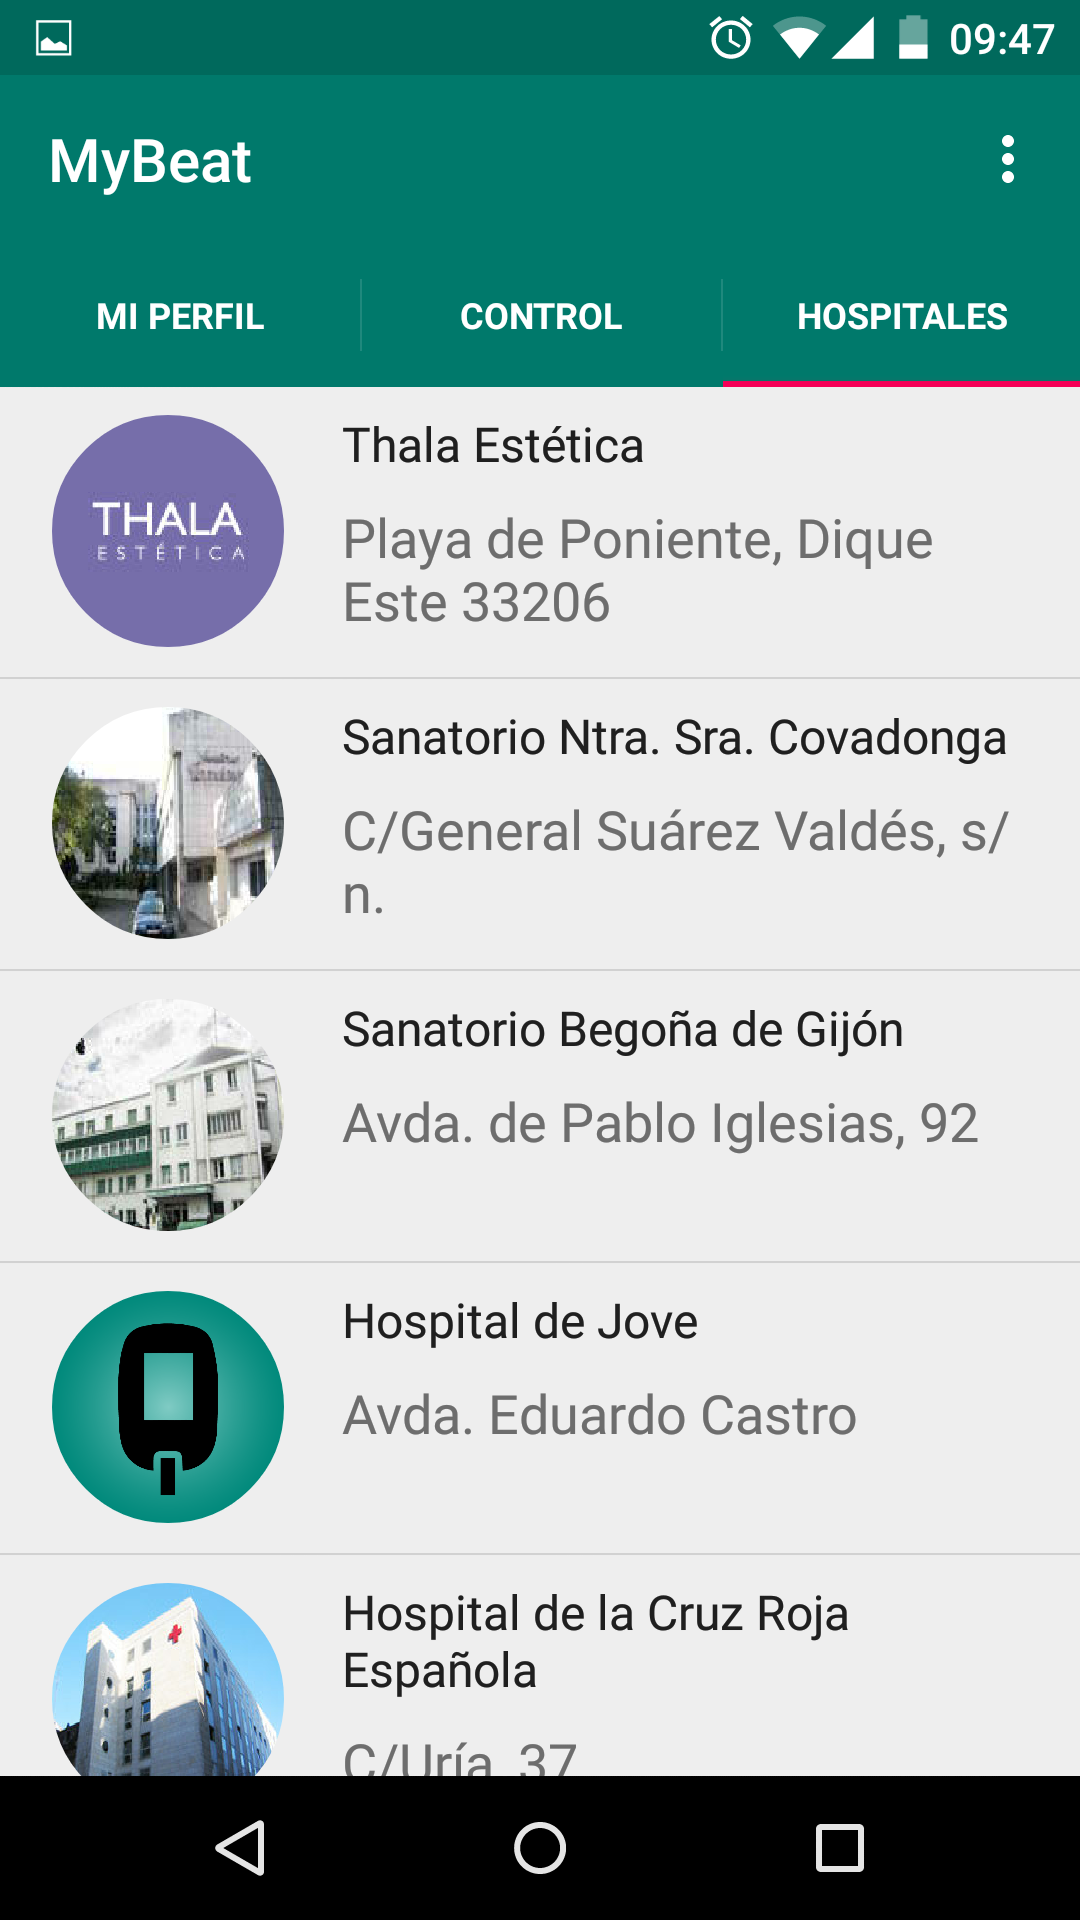 09:47
MyBeat
MI PERFIL
CONTROL
HOSPITALES
THALA
ESTÉTICA
Thala Estética
Playa de Poniente, Dique
Este 33206
Sanatorio Ntra. Sra. Covadonga
C/General Suárez Valdés, s/
n.
Sanatorio Begoña de Gijón
Avda. de Pablo Iglesias, 92
Hospital de Jove
Avda. Eduardo Castro
Hospital de la Cruz Roja
Española
C/Uría, 37